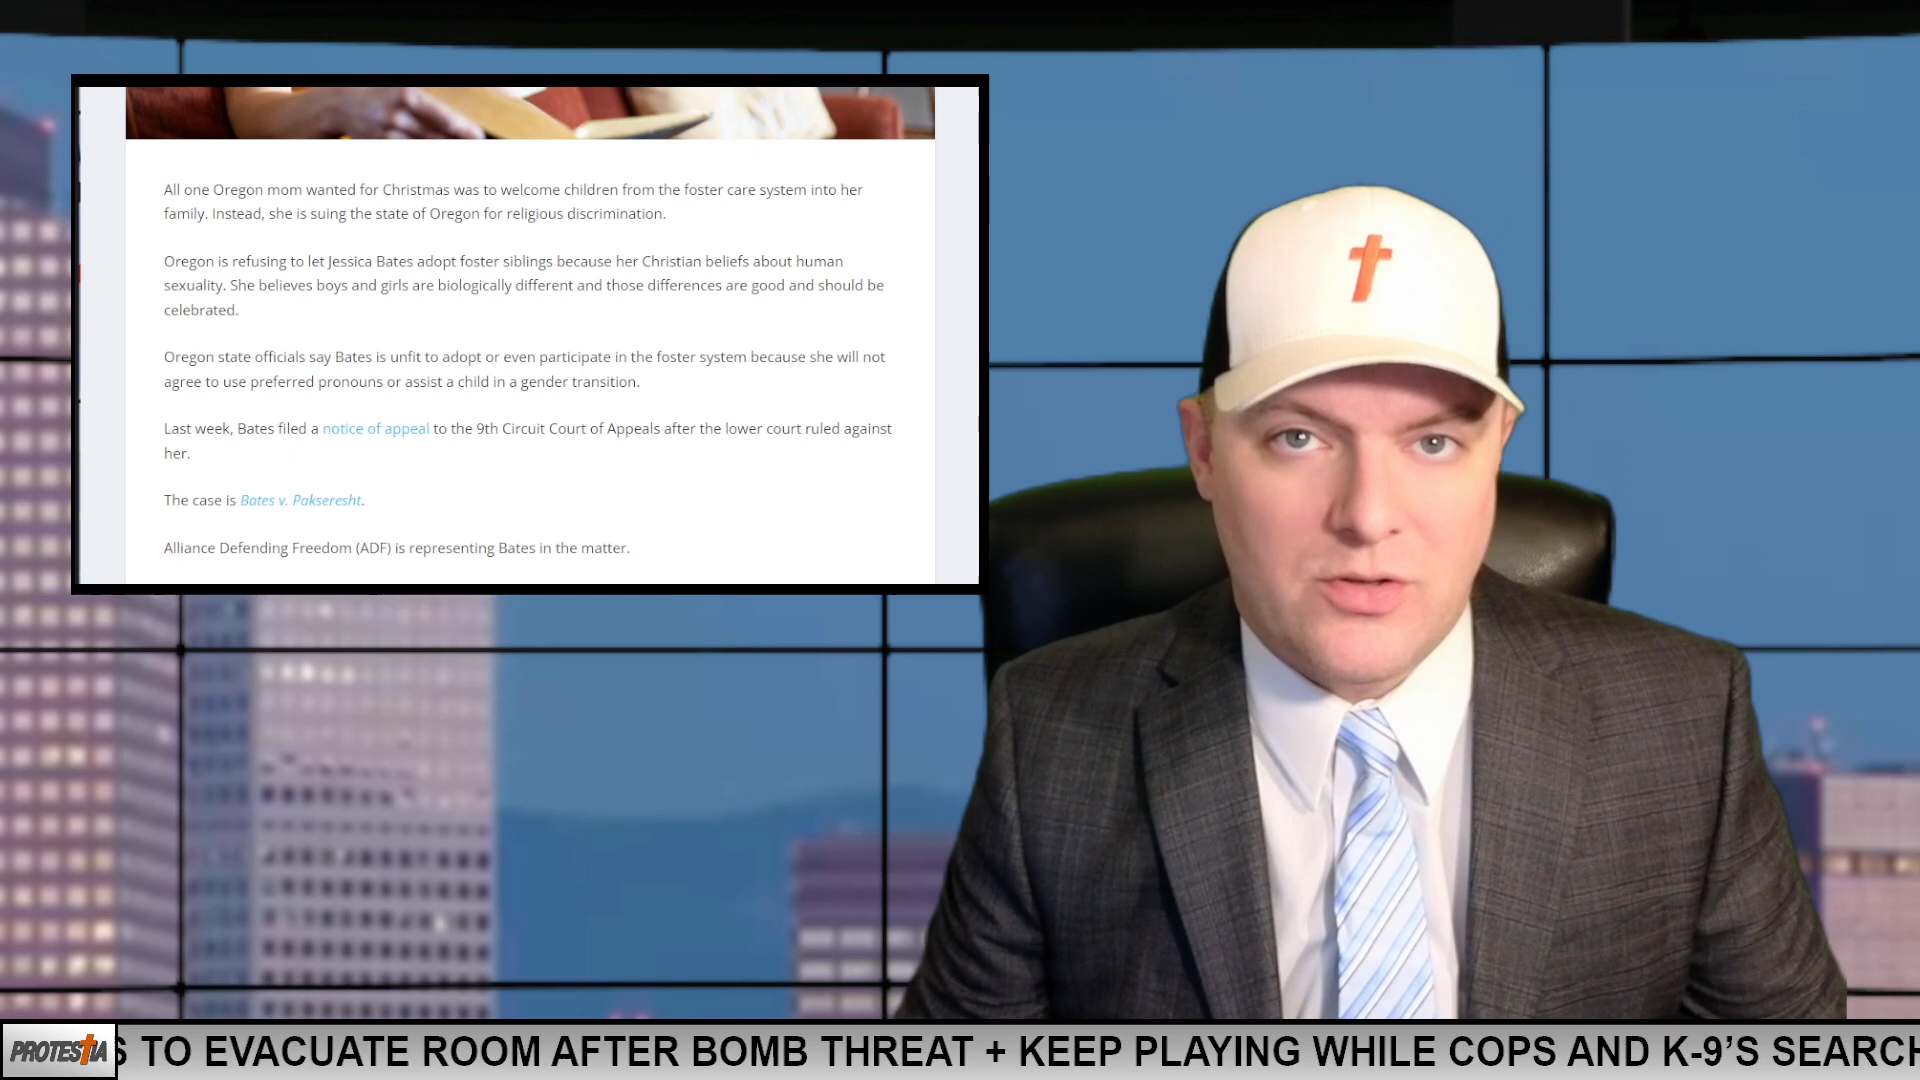 All one Oregon mom wanted for Christmas was to welcome children from the foster care system into her
family. Instead, she is suing the state of Oregon for religious discrimination.
Oregon is refusing to let Jessica Bates adopt foster siblings because her Christian beliefs about human
sexuality. She believes boys and girls are biologically different and those differences are good and should be
celebrated.
Oregon state officials say Bates is unfit to adopt or even participate in the foster system because she will not
agree to use preferred pronouns or assist a child in a gender transition.
Last week, Bates filed a notice of appeal to the 9th Circuit Court of Appeals after the lower court ruled against
her.
The case is Bates v. Pakseresht.
Alliance Defending Freedom (ADF) is representing Bates in the matter.
PROTESTIA
S TO EVACUATE ROOM AFTER BOMB THREAT + KEEP PLAYING WHILE COPS AND K-9’S SEARCH